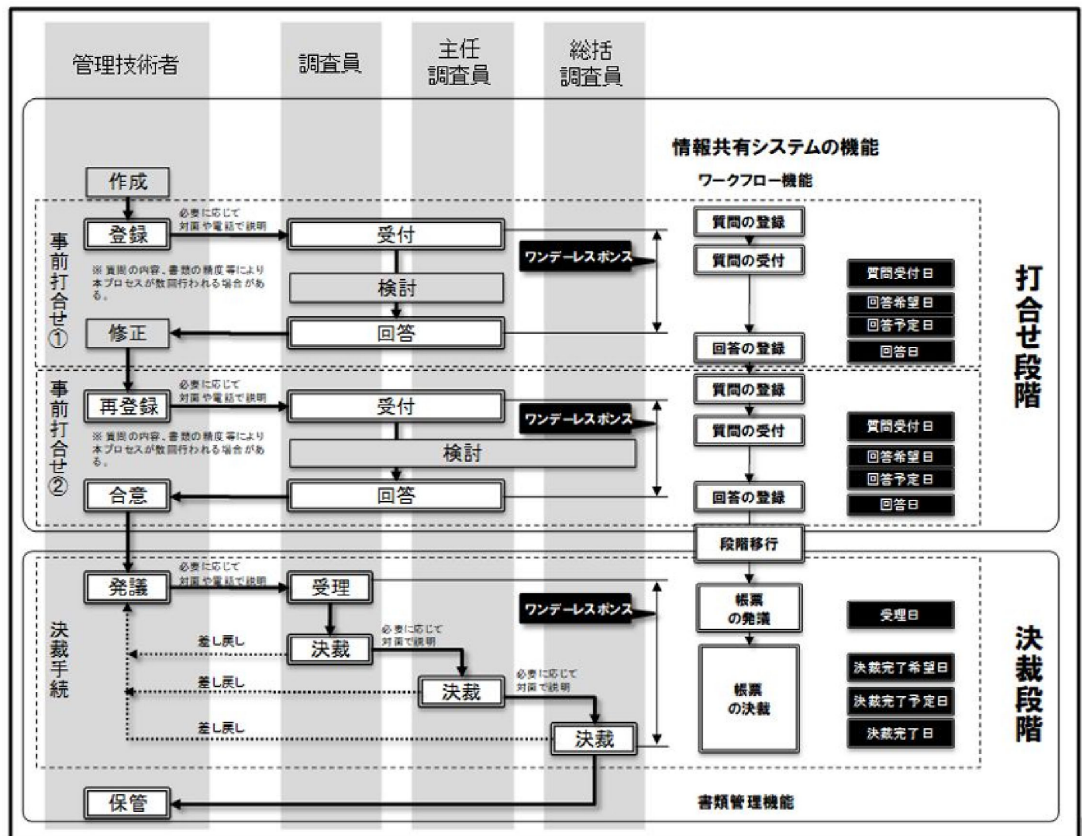 管理技術者
調査員
主任
調査員
総括
調査員
情報共有システムの機能
ワークフロー機能
打合せ段階
作成
事前打合せ①
登録
必要に応じて
対面や電話で説明
受付
ワンデーレスポンス
質問の登録
質問の受付
質問受付日
※ 質問の内容、書類の精度等により
本プロセスが数回行われる場合があ
る。
検討
回答希望日
回答予定日
修正
回答
回答の登録
回答日
事前打合せ②
再登録
必要に応じて
対面や電話で説明
受付
ワンデーレスポンス
質問の登録
質問の受付
質問受付日
※ 質問の内容、書類の精度等により
本プロセスが数回行われる場合があ
る。
検討
回答希望日
回答予定日
合意
回答
回答の登録
回答日
段階移行
決裁段階
決裁手続
発議
必要に応じて
対面や電話で説明
受理
ワンデーレスポンス
帳票
の発議
受理日
差し戻し
決裁
必要に応じて
対面で説明
差し戻し
決裁
必要に応じて
対面で説明
帳票
の決裁
決裁完了希望日
決裁完了予定日
差し戻し
決裁
決裁完了日
保管
書類管理機能